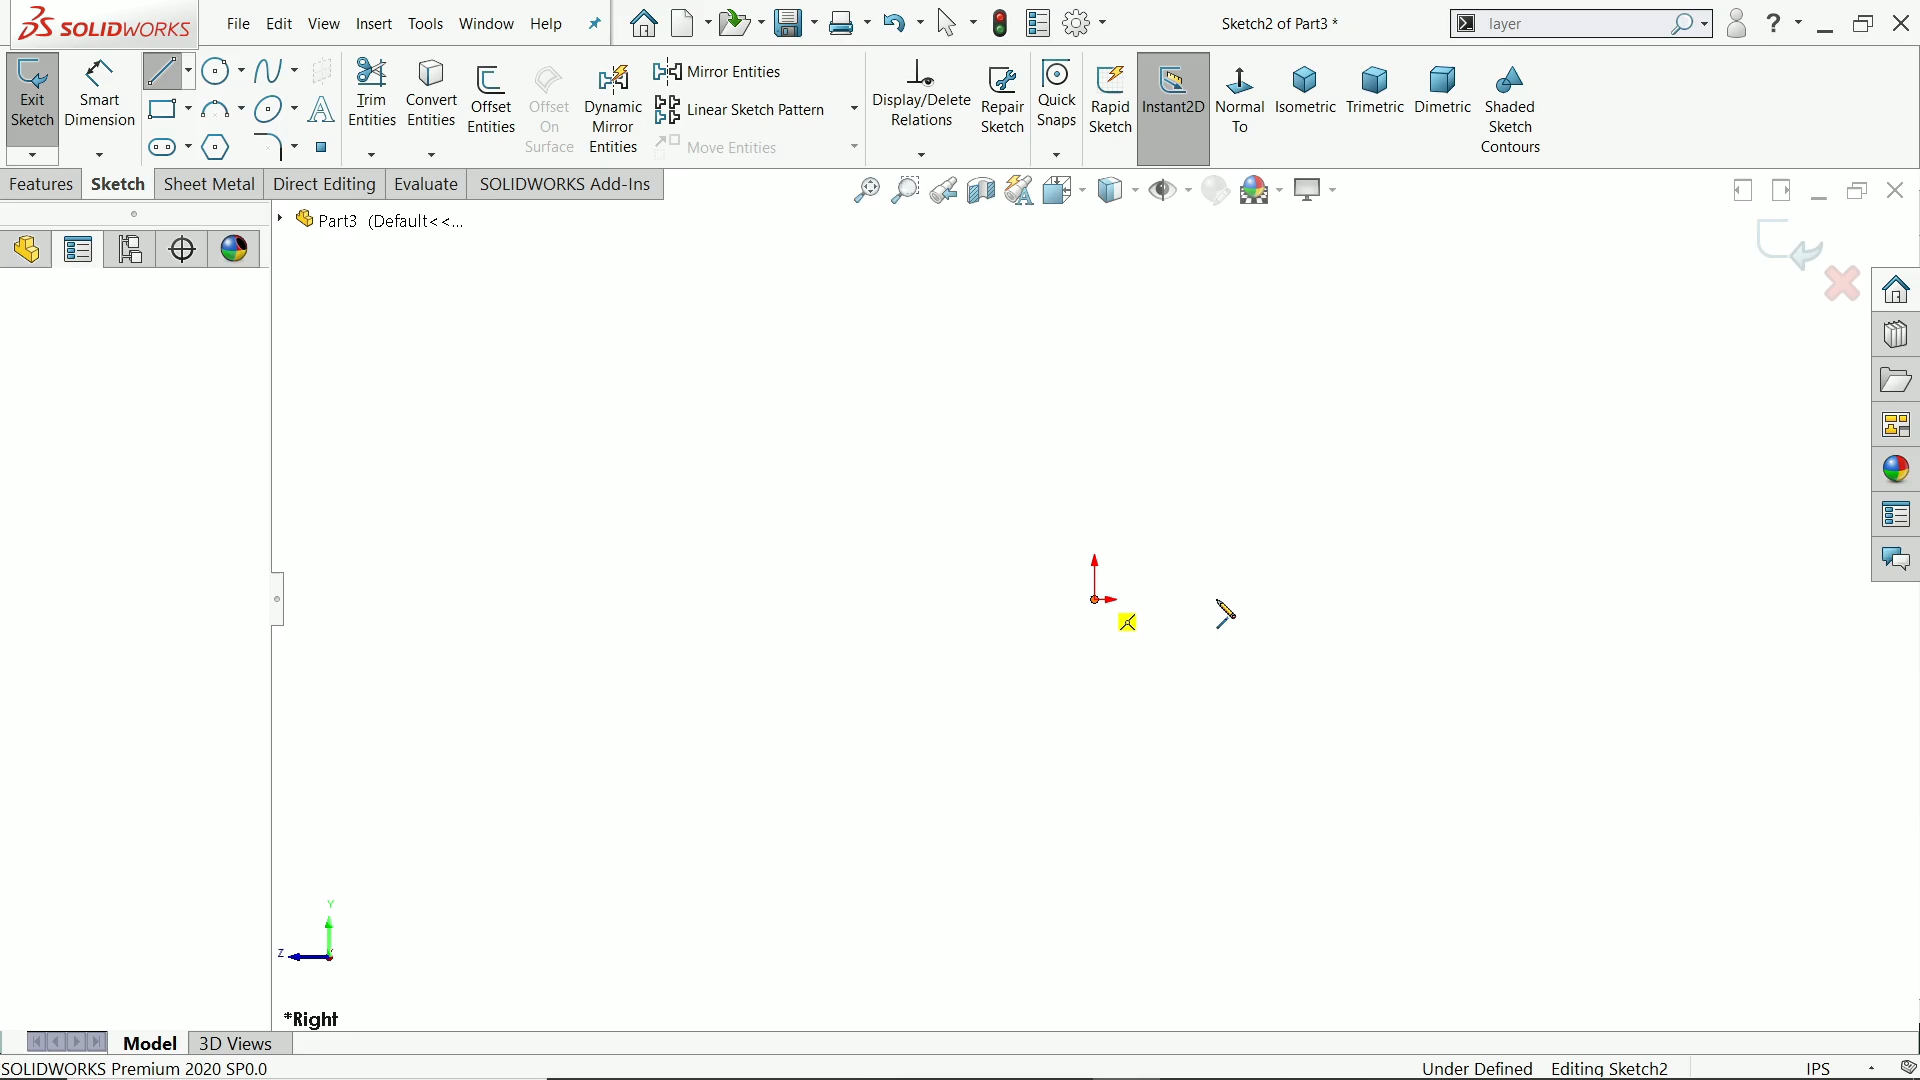 SOLIDWORKS
File Edit View Insert Tools Window Help
Sketch2 of Part3 *
layer
?
Exit
Sketch
Smart
Dimension
A
Trim
Entities
Convert
Entities
Offset
Entities
Offset
On
Surface
Dynamic
Mirror
Entities
Mirror Entities
Linear Sketch Pattern
Move Entities
Display/Delete
Relations
Repair
Sketch
Quick
Snaps
Rapid
Sketch
Instant2D
Normal
To
Isometric
Trimetric
Dimetric
Shaded
Sketch
Contours
Features Sketch Sheet Metal Direct Editing Evaluate SOLIDWORKS Add-Ins
Part3 (Default<<...
Y
Z
*Right
Model 3D Views
SOLIDWORKS Premium 2020 SP0.0
Under Defined Editing Sketch2 IPS